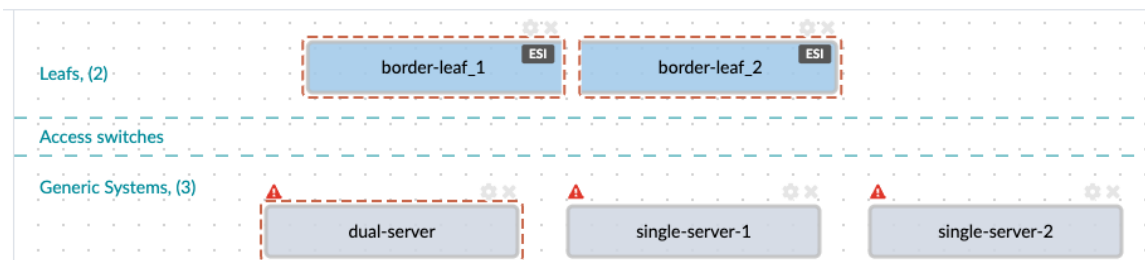 ESI
ESI
border-leaf_1
border-leaf_2
Leafs, (2)
Access switches
Generic Systems, (3)
dual-server
single-server-1
single-server-2